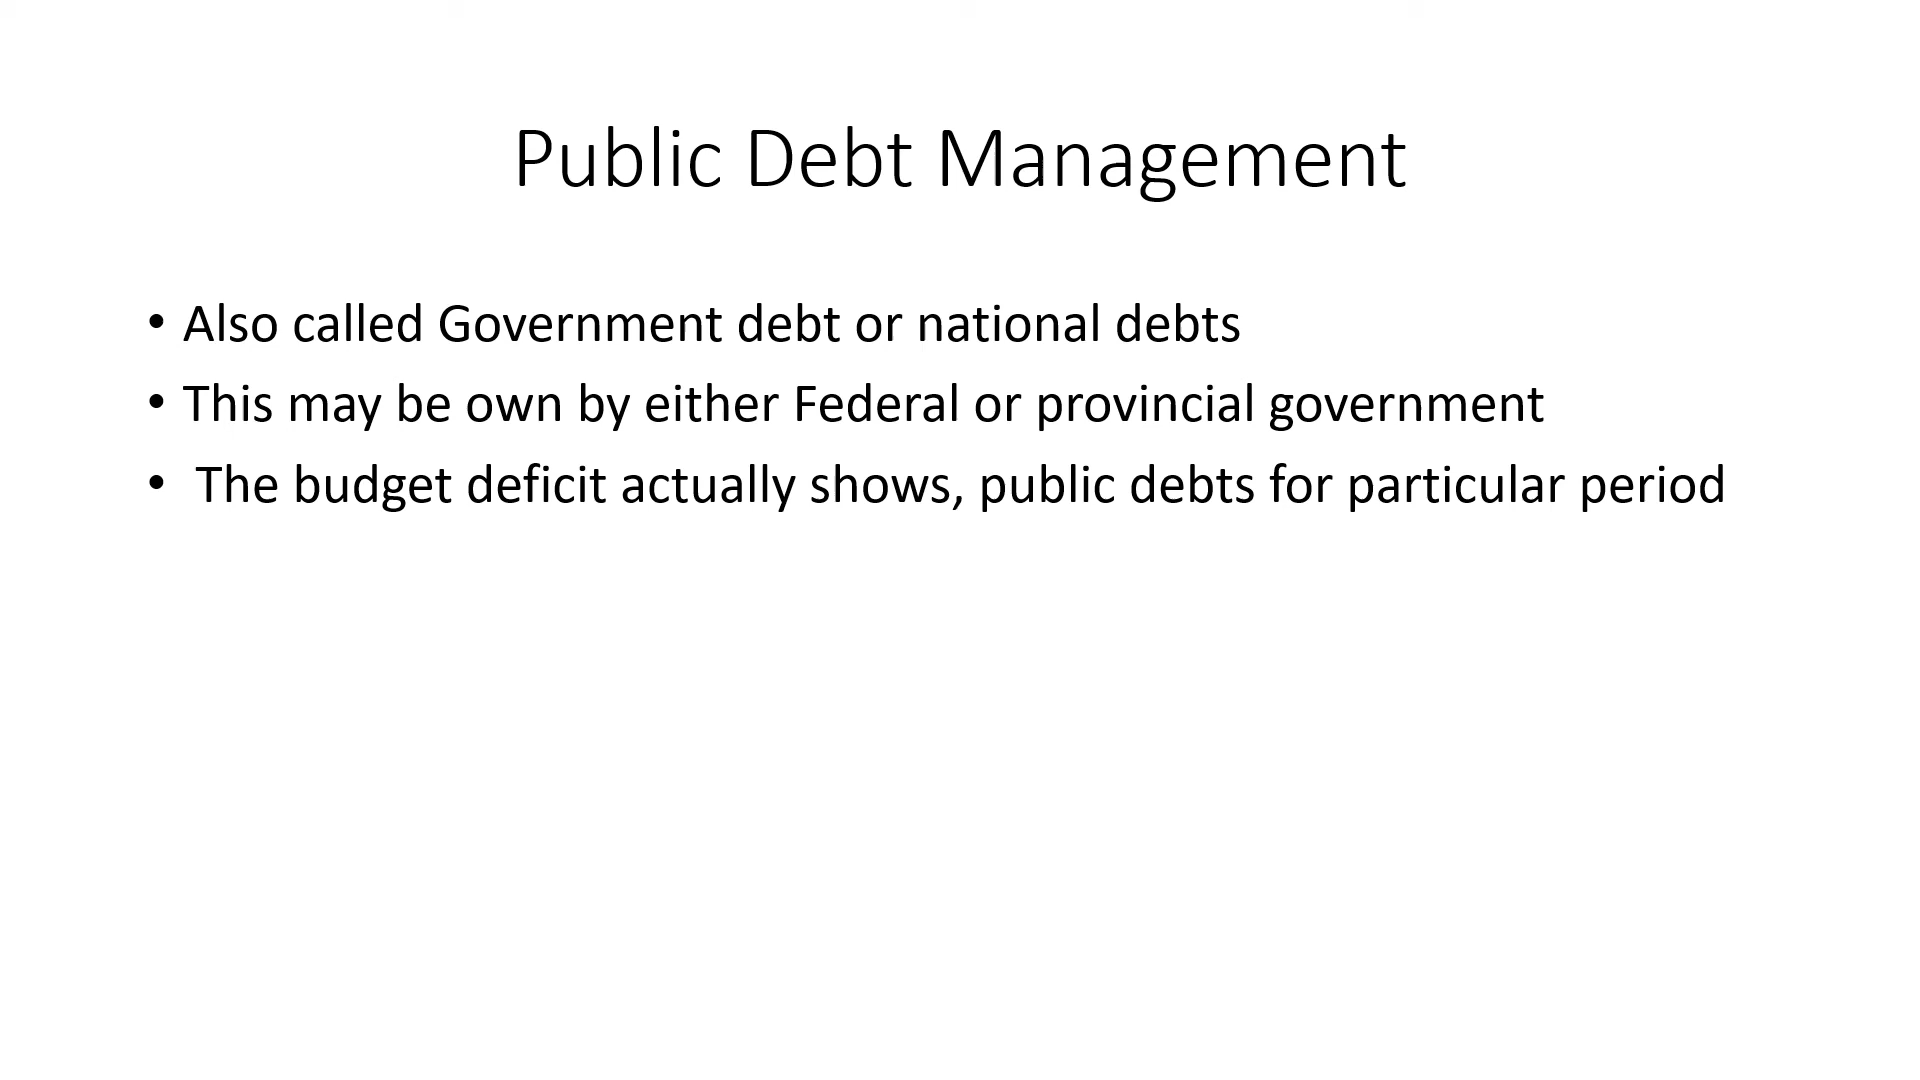 Public Debt Management
• Also called Government debt or national debts
• This may be own by either Federal or provincial government
• The budget deficit actually shows, public debts for particular period